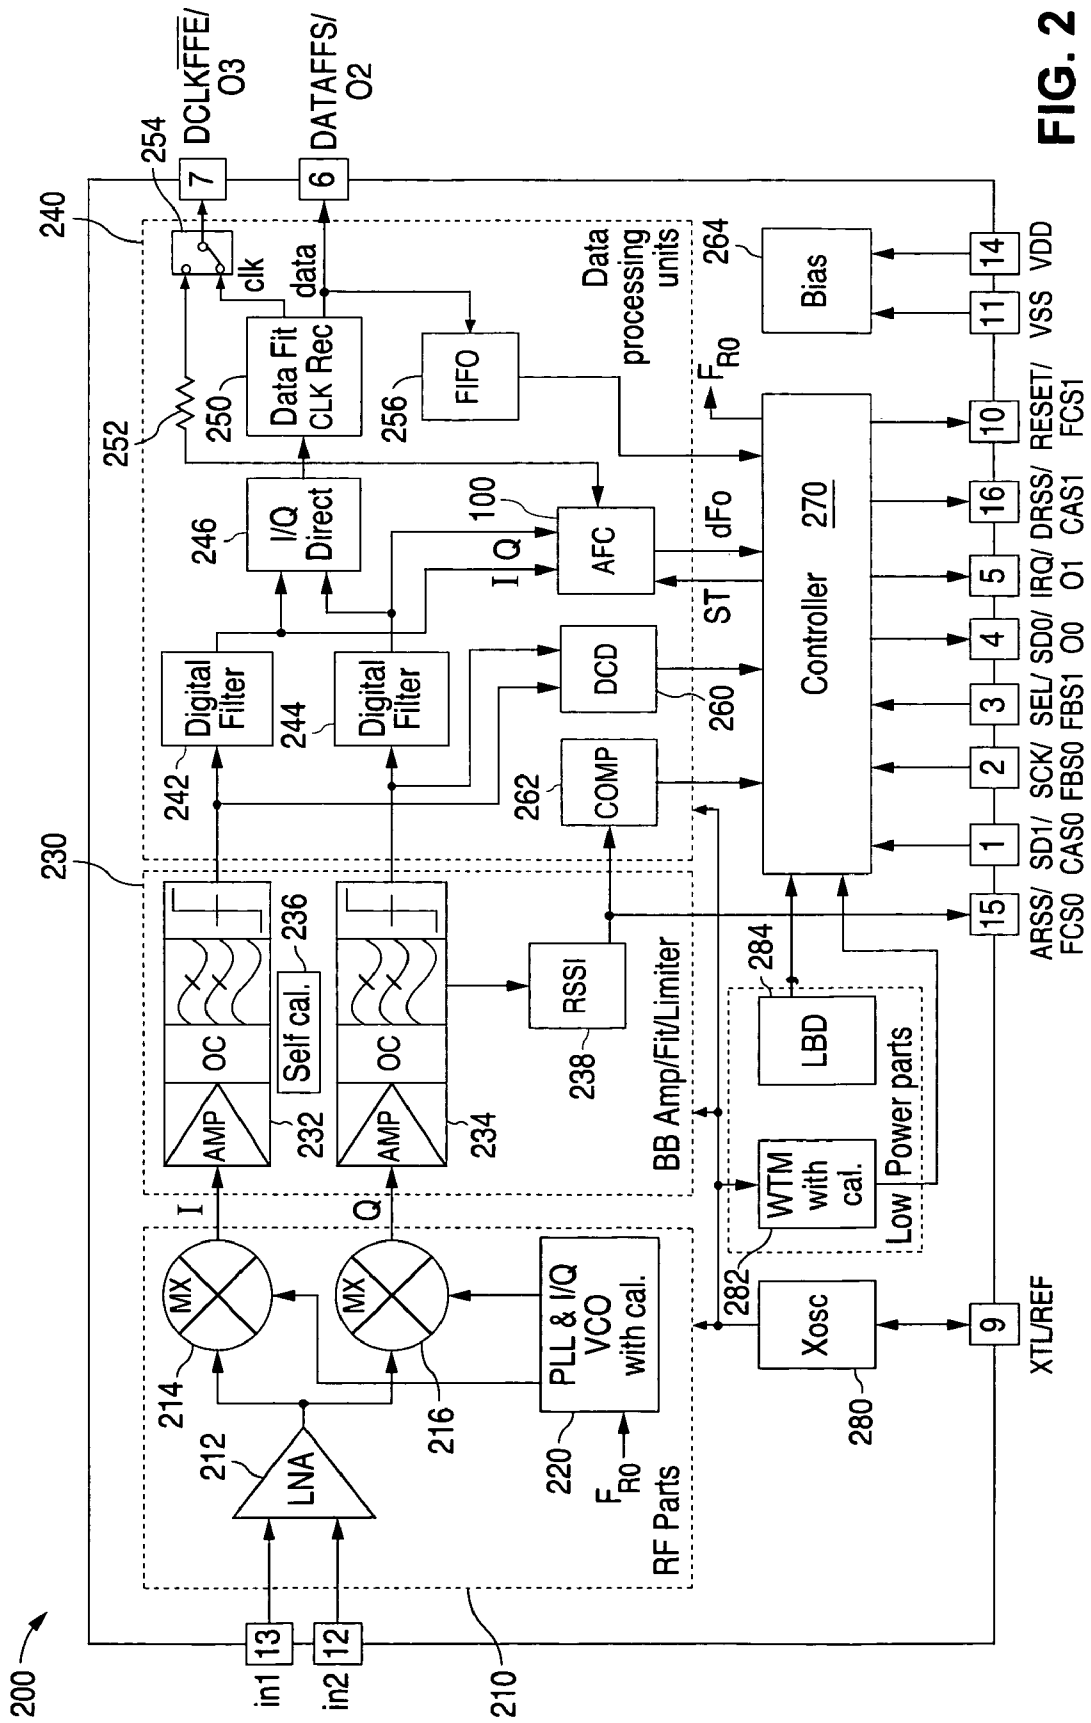 200
in1
13
in2
12
210
RF Parts
LNA
212
214
MX
216
MX
PLL & I/Q
VCO
with cal.
220
FR0
I
Q
230
AMP
OC
232
Self cal.
236
AMP
OC
234
RSSI
238
BB Amp/Fit/Limiter
240
Digital
Filter
242
Digital
Filter
244
I/Q
Direct
246
Data Fit
CLK Rec
250
252
254
clk
data
FIFO
256
Data
processing
units
I
Q
AFC
100
DCD
260
COMP
262
ST
dFo
FR0
Controller
270
Bias
264
Xosc
280
WTM
with
cal.
282
LBD
284
Low Power parts
7
DCLKFFE/
O3
6
DATAFFS/
O2
9
XTL/REF
15
ARSS/
FCS0
1
SD1/
CAS0
2
SCK/
FBS0
3
SEL/
FBS1
4
SD0/
O0
5
IRQ/
O1
16
DRSS/
CAS1
10
RESET/
FCS1
11
VSS
14
VDD
FIG. 2